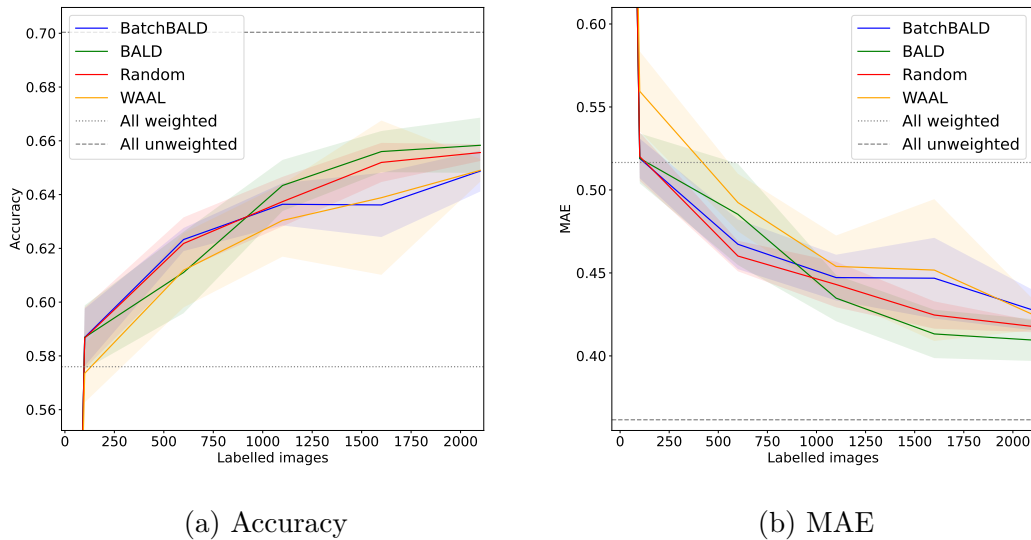 0.70
0.68
0.66
0.64
0.62
0.60
0.58
0.56
Accuracy
BatchBALD
BALD
Random
WAAL
All weighted
All unweighted
0 250 500 750 1000 1250 1500 1750 2000
Labelled images
(a) Accuracy
0.60
0.55
0.50
0.45
0.40
MAE
BatchBALD
BALD
Random
WAAL
All weighted
All unweighted
0 250 500 750 1000 1250 1500 1750 2000
Labelled images
(b) MAE